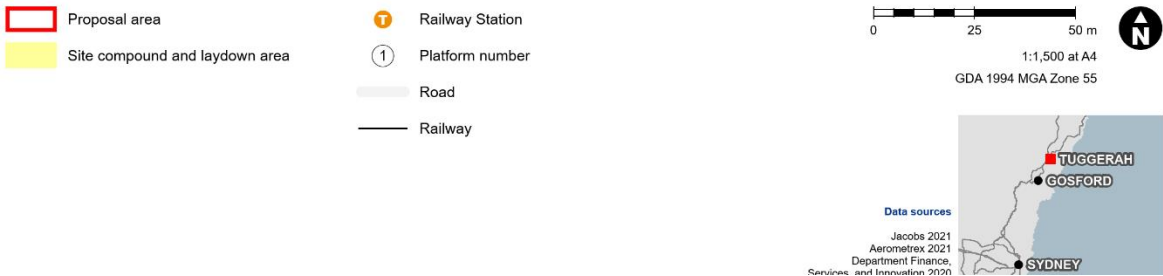 Proposal area
Site compound and laydown area
T
Railway Station
1
Platform number
Road
Railway
0 25 50 m
N
1:1,500 at A4
GDA 1994 MGA Zone 55
TUGGERAH
GOSFORD
SYDNEY
Data sources
Jacobs 2021
Aerometrex 2021
Department Finance,
Services, and Innovation 2020